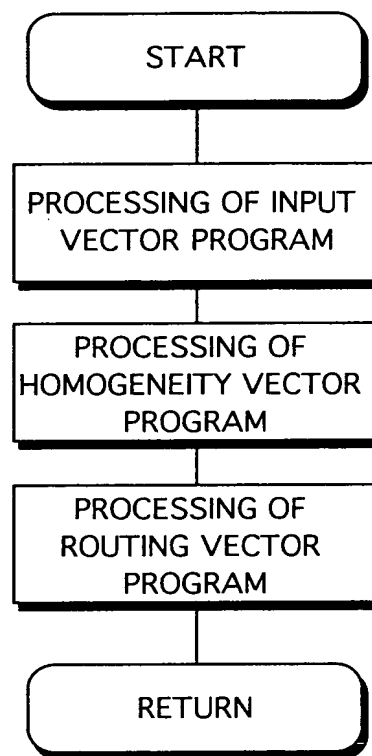 START
PROCESSING OF INPUT
VECTOR PROGRAM
PROCESSING OF
HOMOGENEITY VECTOR
PROGRAM
PROCESSING OF
ROUTING VECTOR
PROGRAM
RETURN